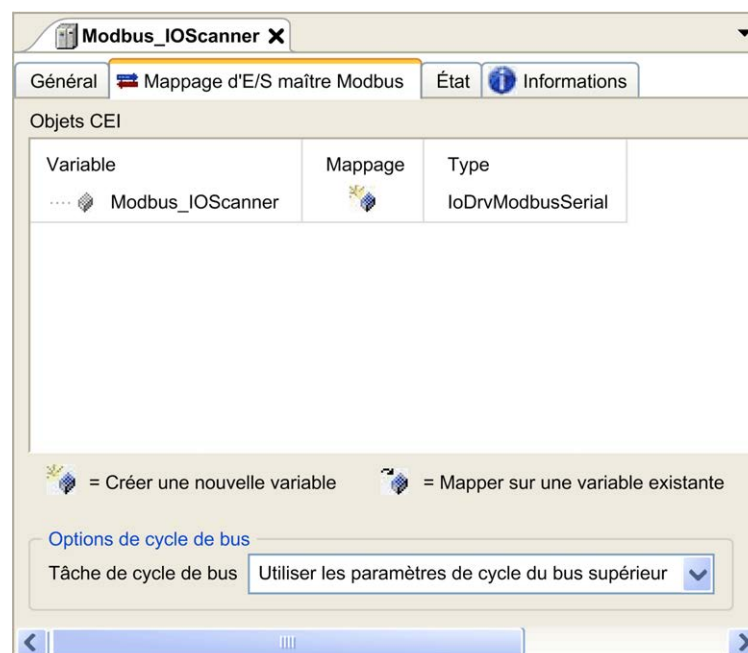 Modbus_IOScanner
Général Mappage d'E/S maître Modbus État Informations
Objets CEI
Variable Mappage Type
Modbus_IOScanner IoDrvModbusSerial
= Créer une nouvelle variable = Mapper sur une variable existante
Options de cycle de bus
Tâche de cycle de bus Utiliser les paramètres de cycle du bus supérieur